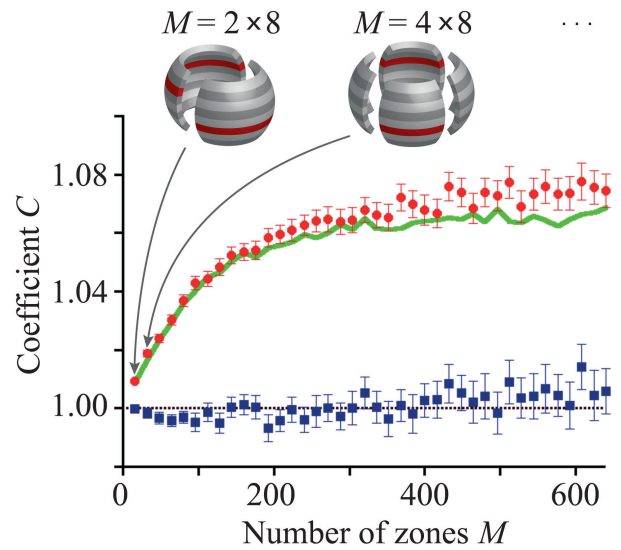 M = 2 × 8
M = 4 × 8
· · ·
Coefficient C
1.08
1.04
1.00
0
200
400
600
Number of zones M